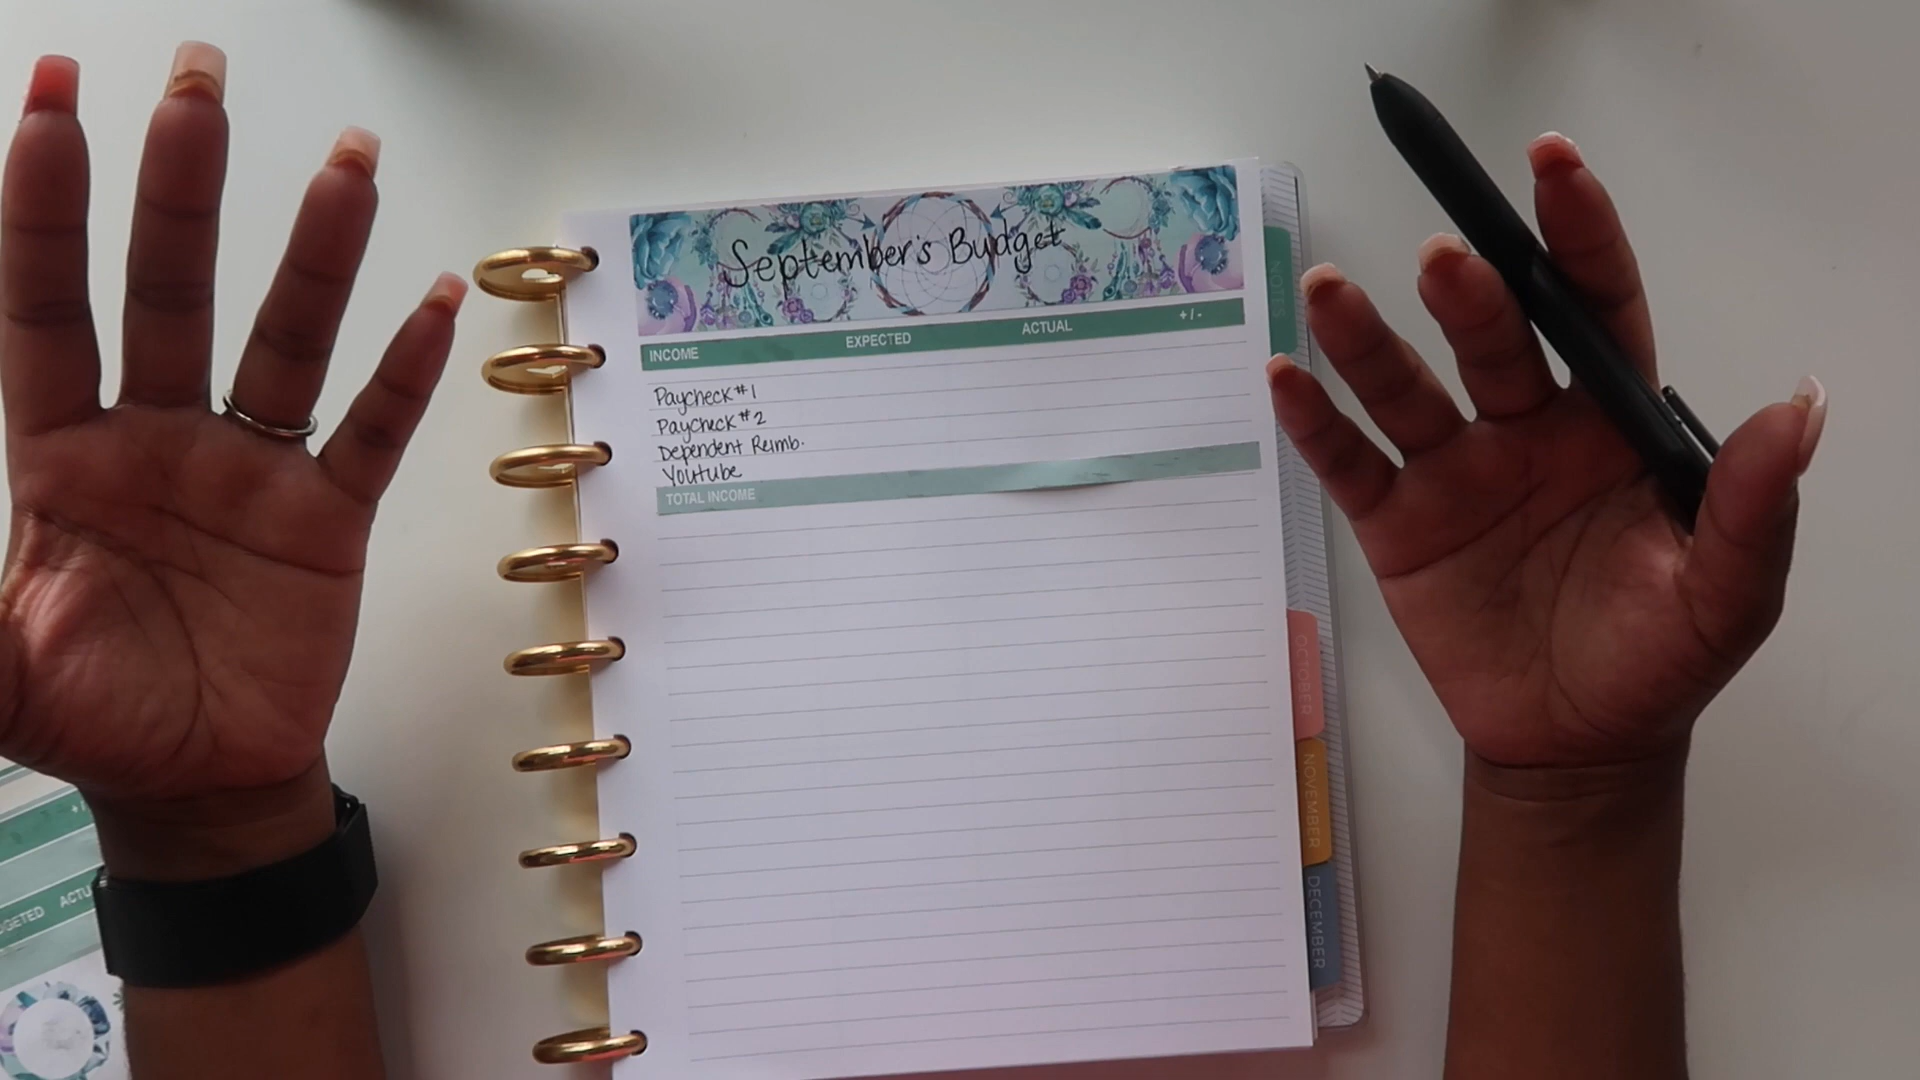 September's Budget
INCOME EXPECTED ACTUAL +/-
Paycheck #1
Paycheck #2
Dependent Reimb.
Youtube
TOTAL INCOME
NOTES
OCTOBER
NOVEMBER
DECEMBER